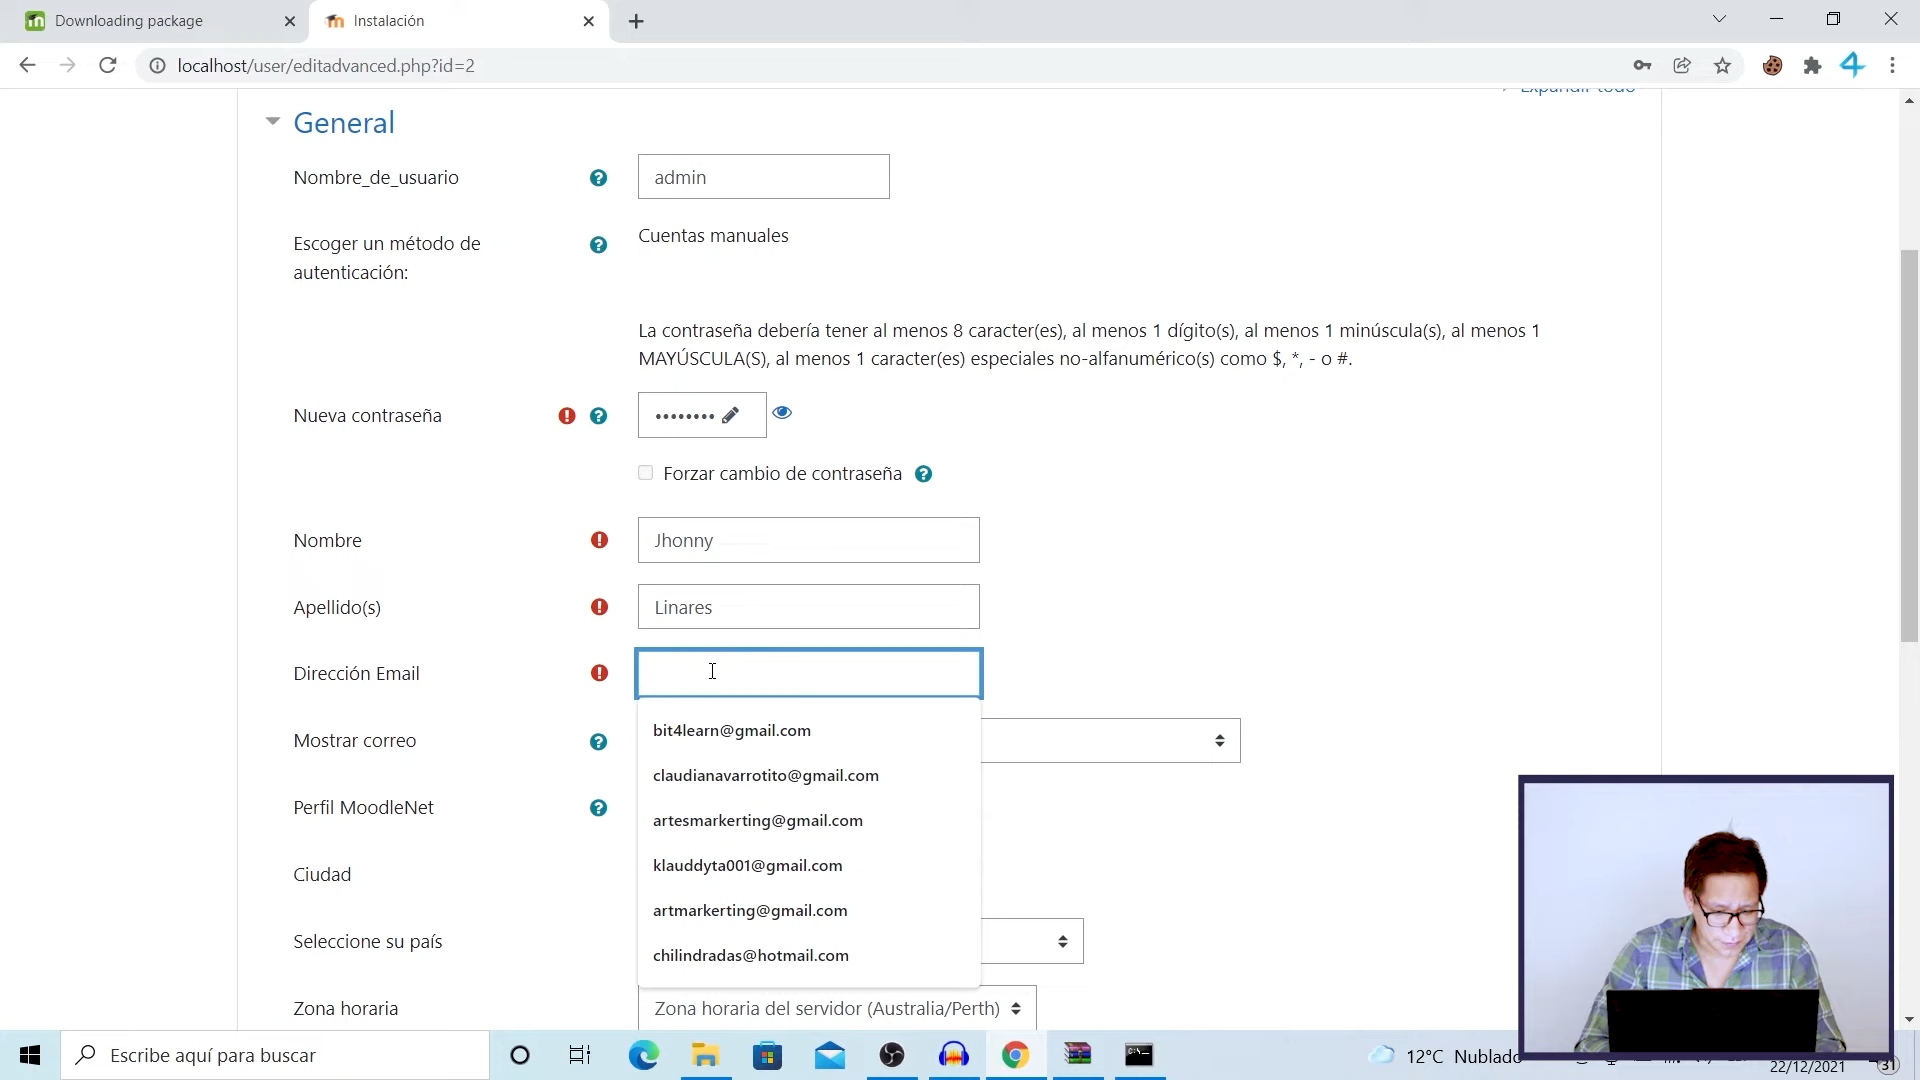 Downloading package
Instalación
localhost/user/editadvanced.php?id=2
Expandir todo
General
Nombre_de_usuario
admin
Escoger un método de
autenticación:
Cuentas manuales
La contraseña debería tener al menos 8 caracter(es), al menos 1 dígito(s), al menos 1 minúscula(s), al menos 1
MAYÚSCULA(S), al menos 1 caracter(es) especiales no-alfanumérico(s) como $, *, - o #.
Nueva contraseña
••••••••
Forzar cambio de contraseña
Nombre
Jhonny
Apellido(s)
Linares
Dirección Email
bit4learn@gmail.com
Mostrar correo
claudianavarrotito@gmail.com
Perfil MoodleNet
artesmarkerting@gmail.com
klauddyta001@gmail.com
Ciudad
artmarkerting@gmail.com
Seleccione su país
chilindradas@hotmail.com
Zona horaria
Zona horaria del servidor (Australia/Perth)
Escribe aquí para buscar
12°C Nublado
22/12/2021
31